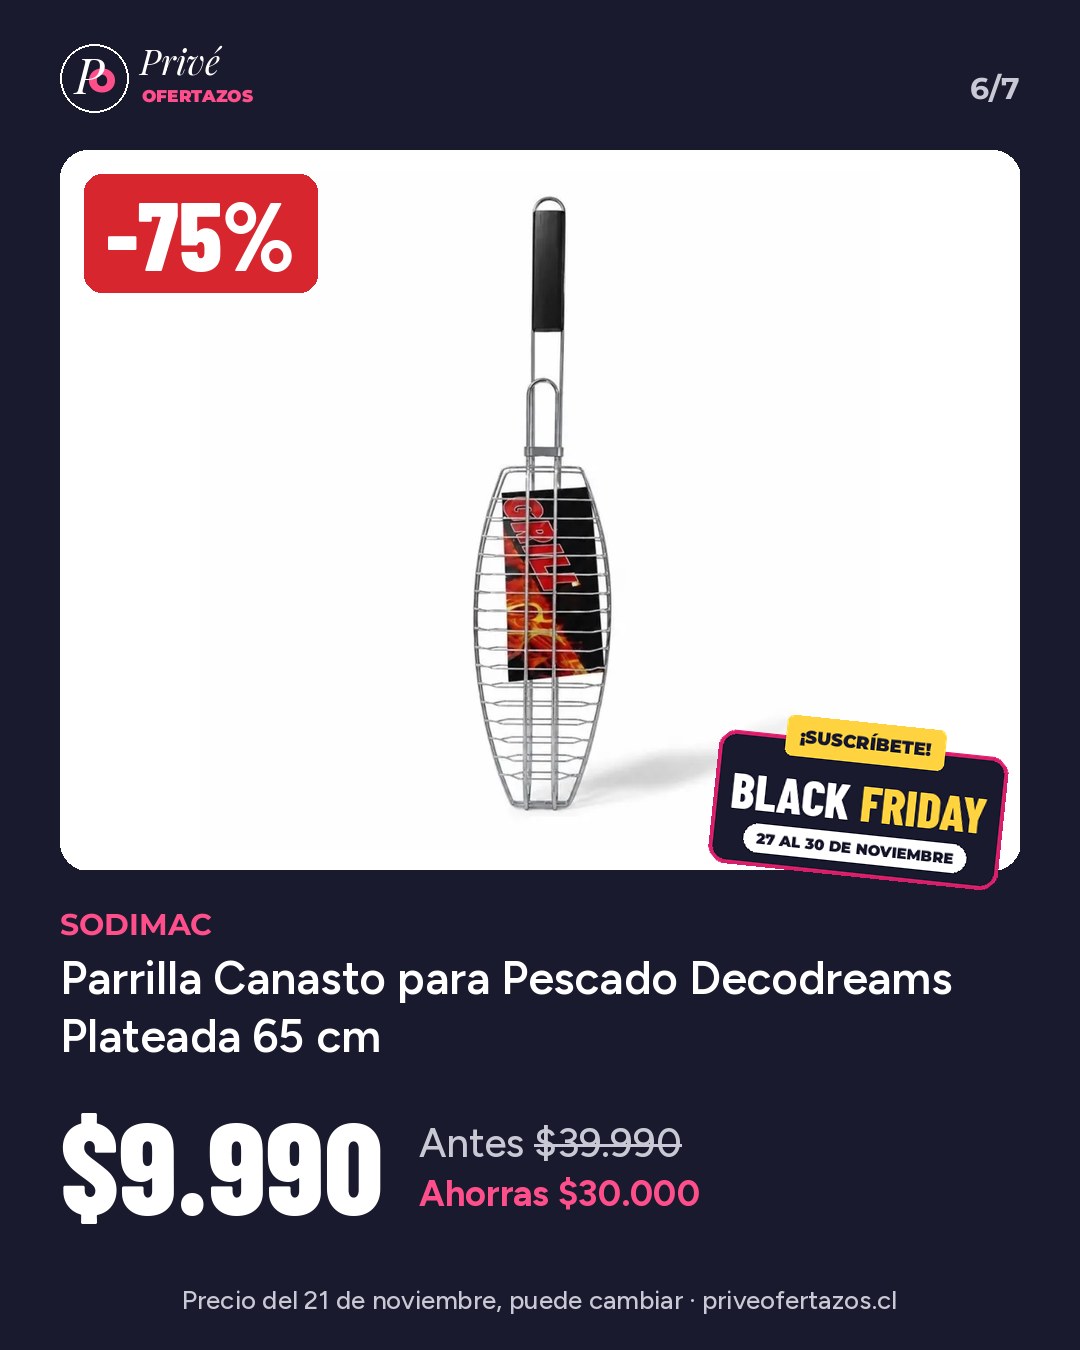 Po
Privé
OFERTAZOS
6/7
-75%
GRILL
¡SUSCRÍBETE!
BLACK FRIDAY
27 AL 30 DE NOVIEMBRE
SODIMAC
Parrilla Canasto para Pescado Decodreams
Plateada 65 cm
$9.990
Antes $39.990
Ahorras $30.000
Precio del 21 de noviembre, puede cambiar · priveofertazos.cl